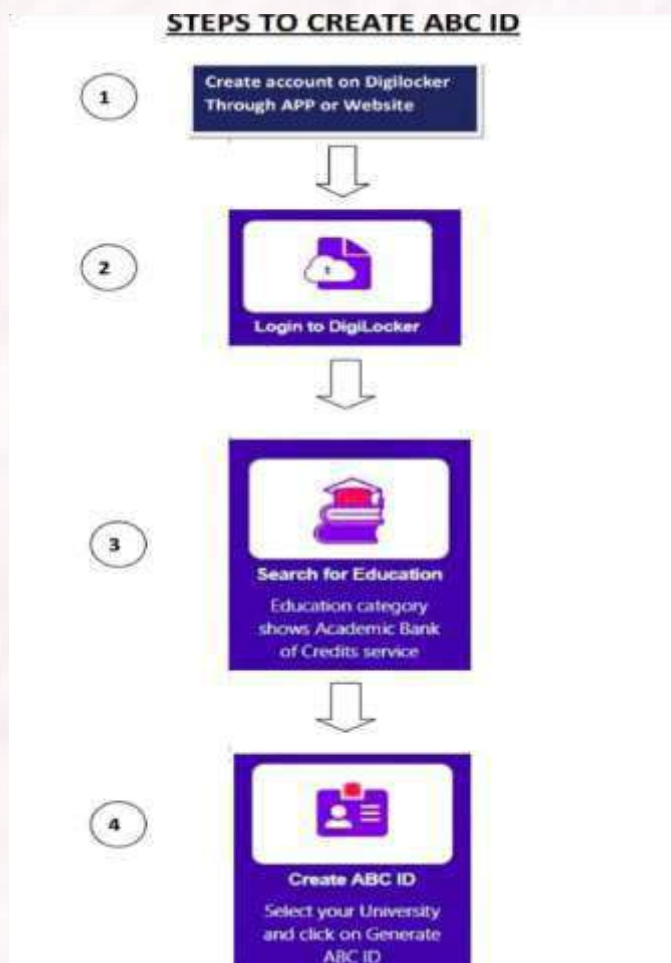 STEPS TO CREATE ABC ID
1
Create account on Digilocker
Through APP or Website
2
t
Login to DigiLocker
3
Search for Education
Education category
shows Academic Bank
of Credits service
4
Create ABC ID
Select your University
and click on Generate
ABC ID